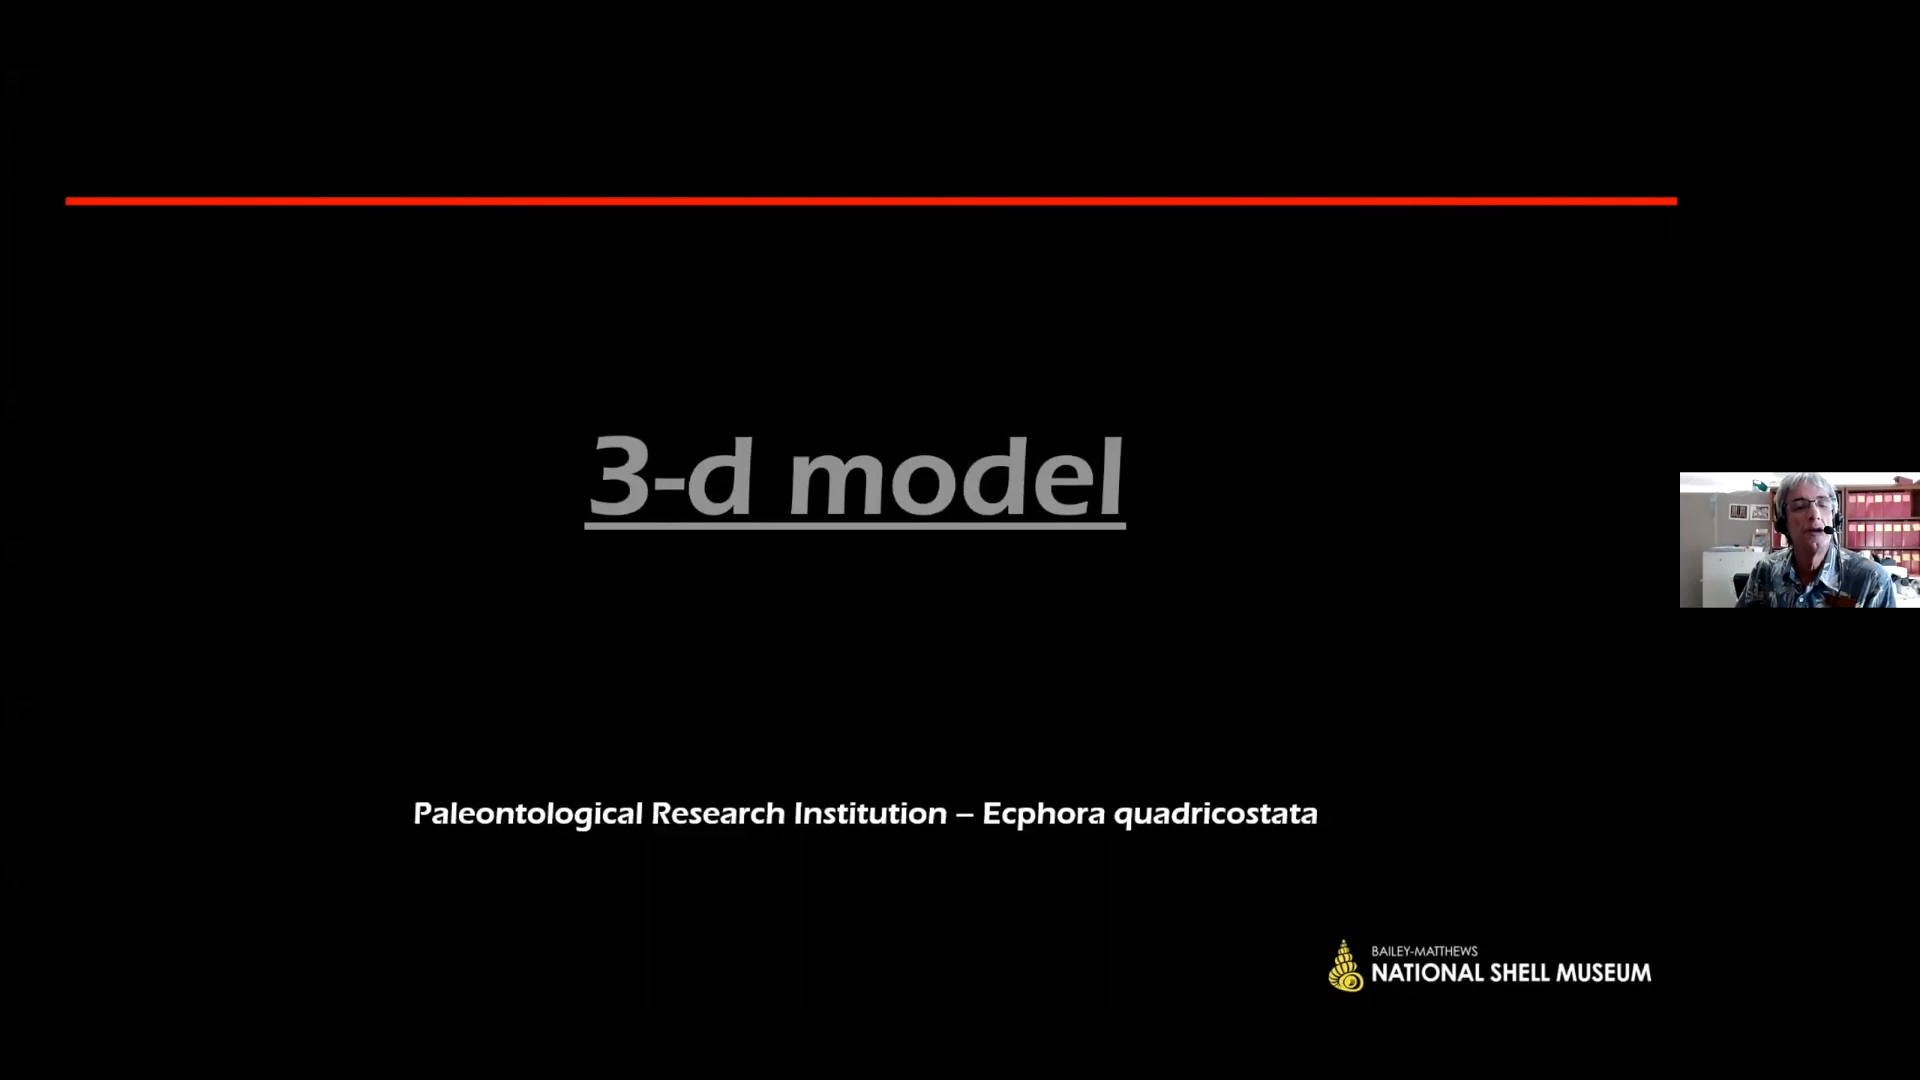 3-d model
Paleontological Research Institution – Ecphora quadricostata
BAILEY-MATTHEWS
NATIONAL SHELL MUSEUM